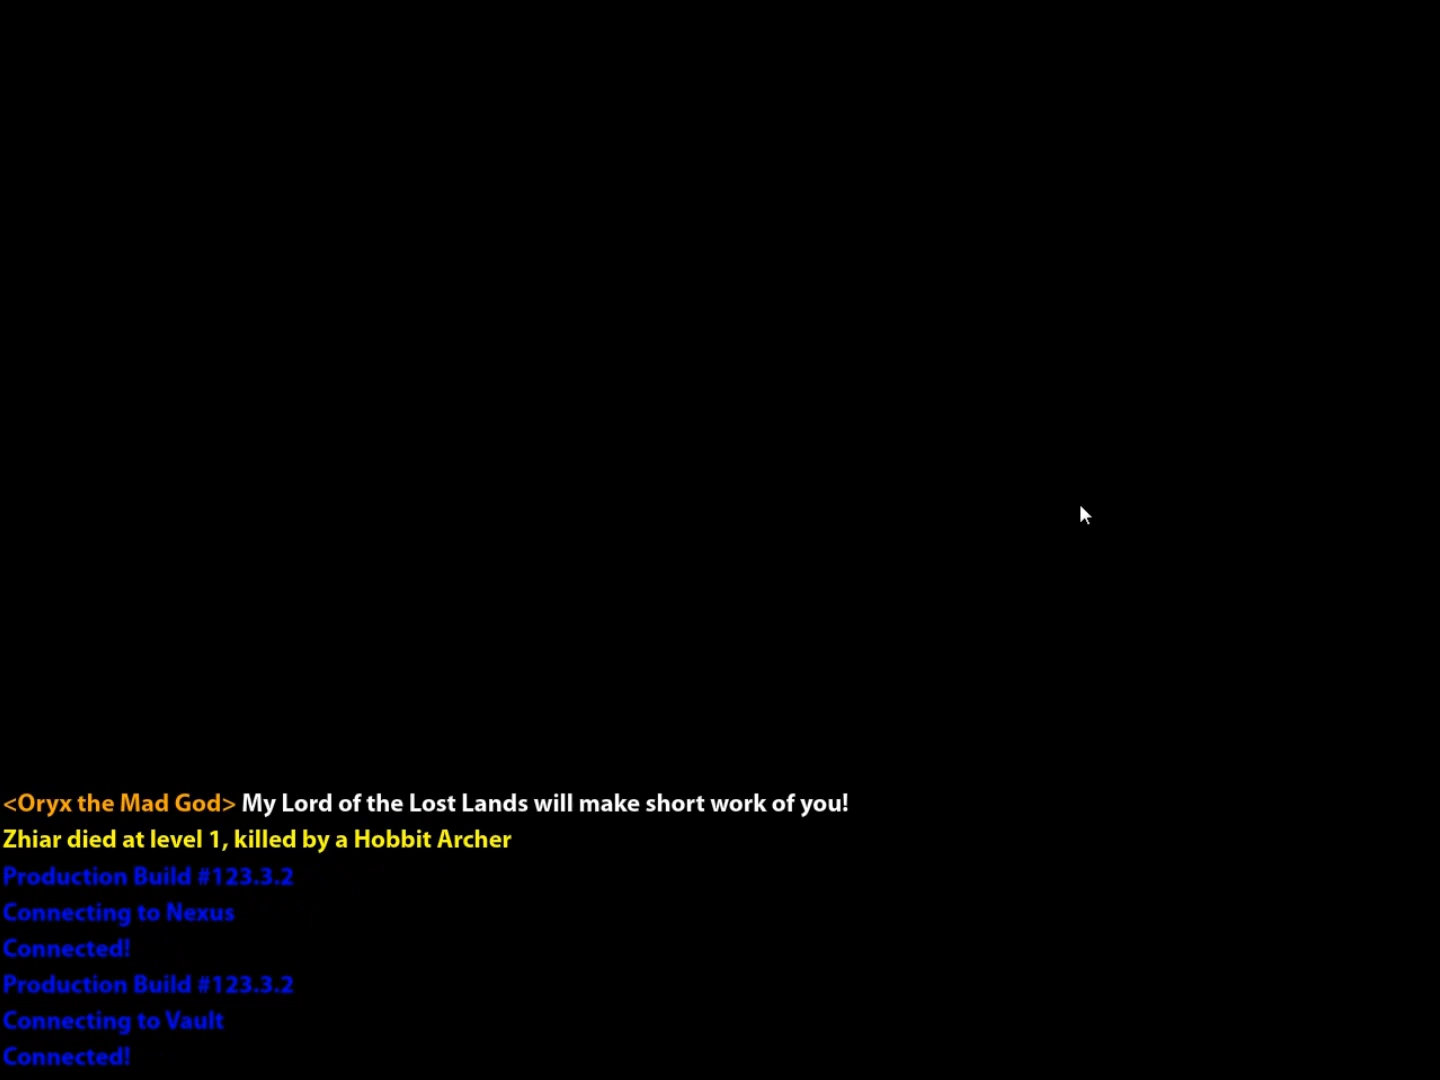 <Oryx the Mad God> My Lord of the Lost Lands will make short work of you!
Zhiar died at level 1, killed by a Hobbit Archer
Production Build #123.3.2
Connecting to Nexus
Connected!
Production Build #123.3.2
Connecting to Vault
Connected!